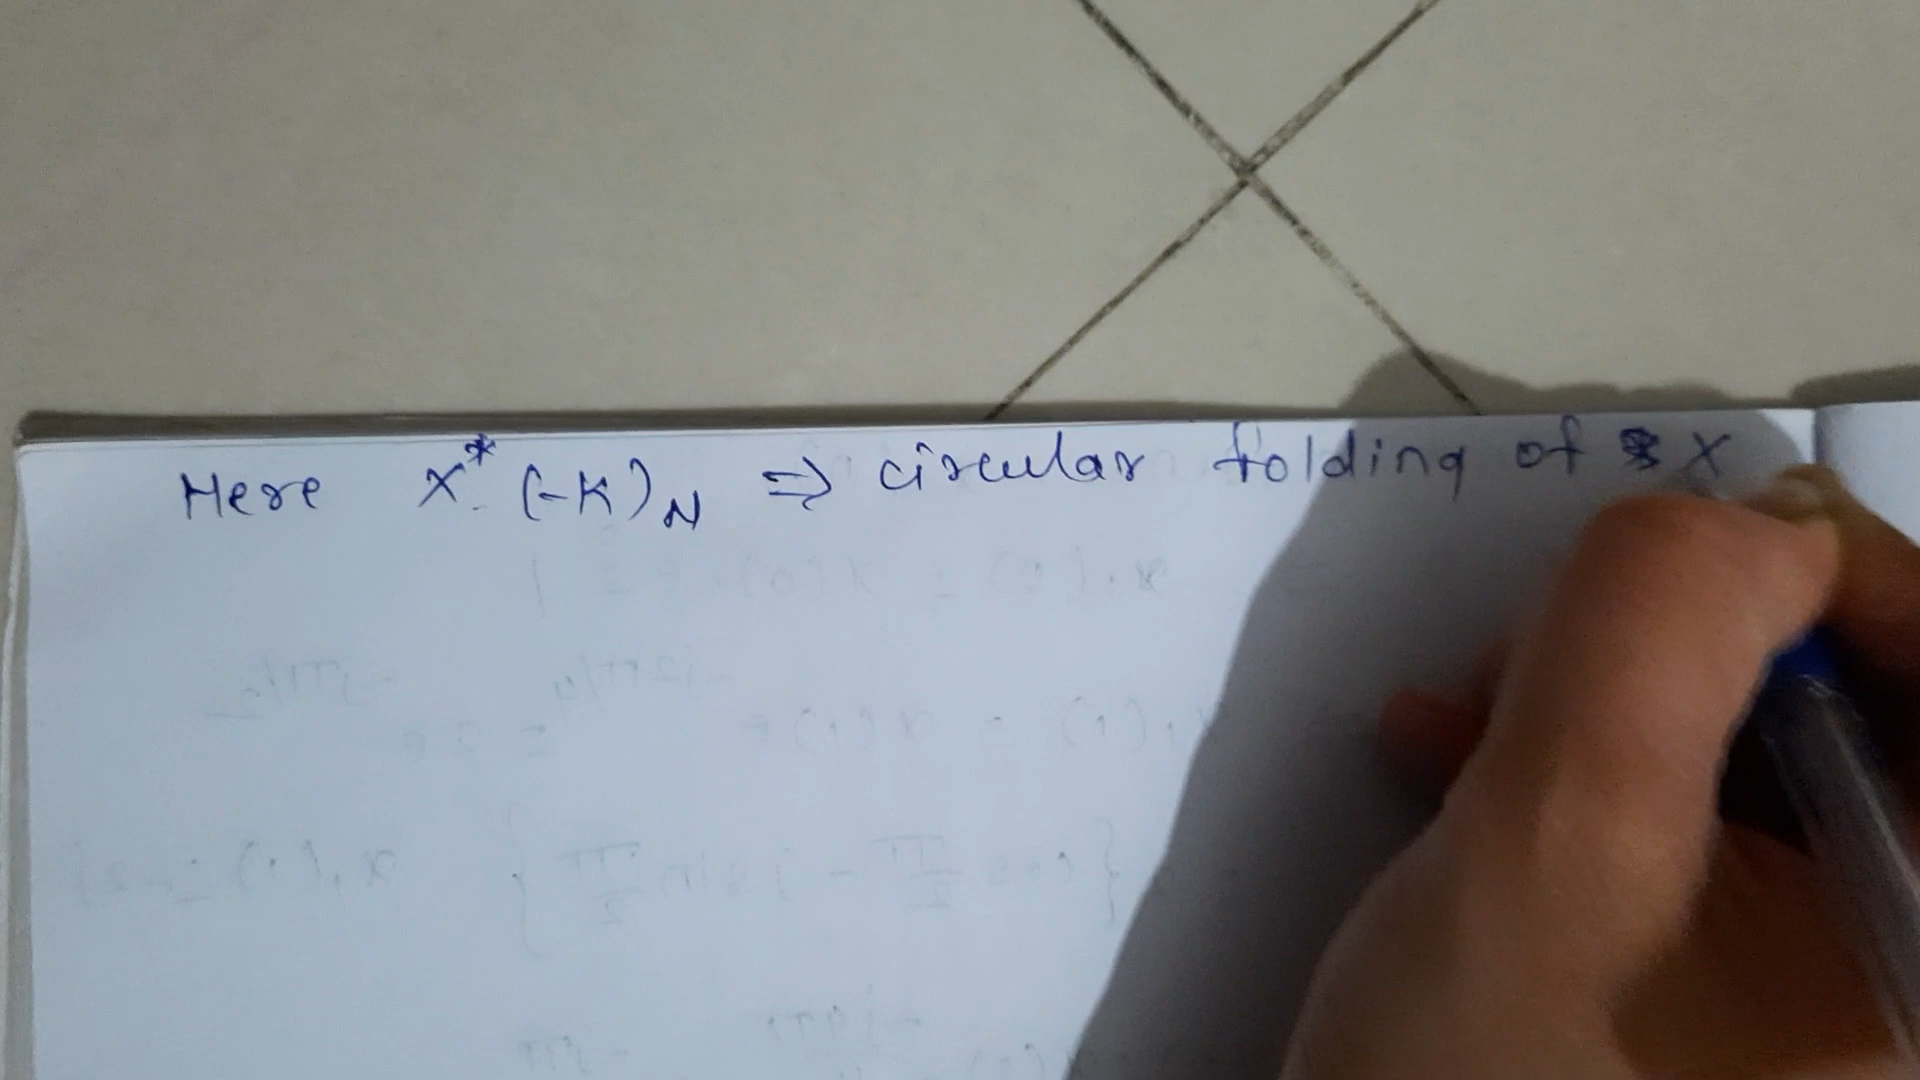 Here X* (-K)N ⇒ circular folding of X